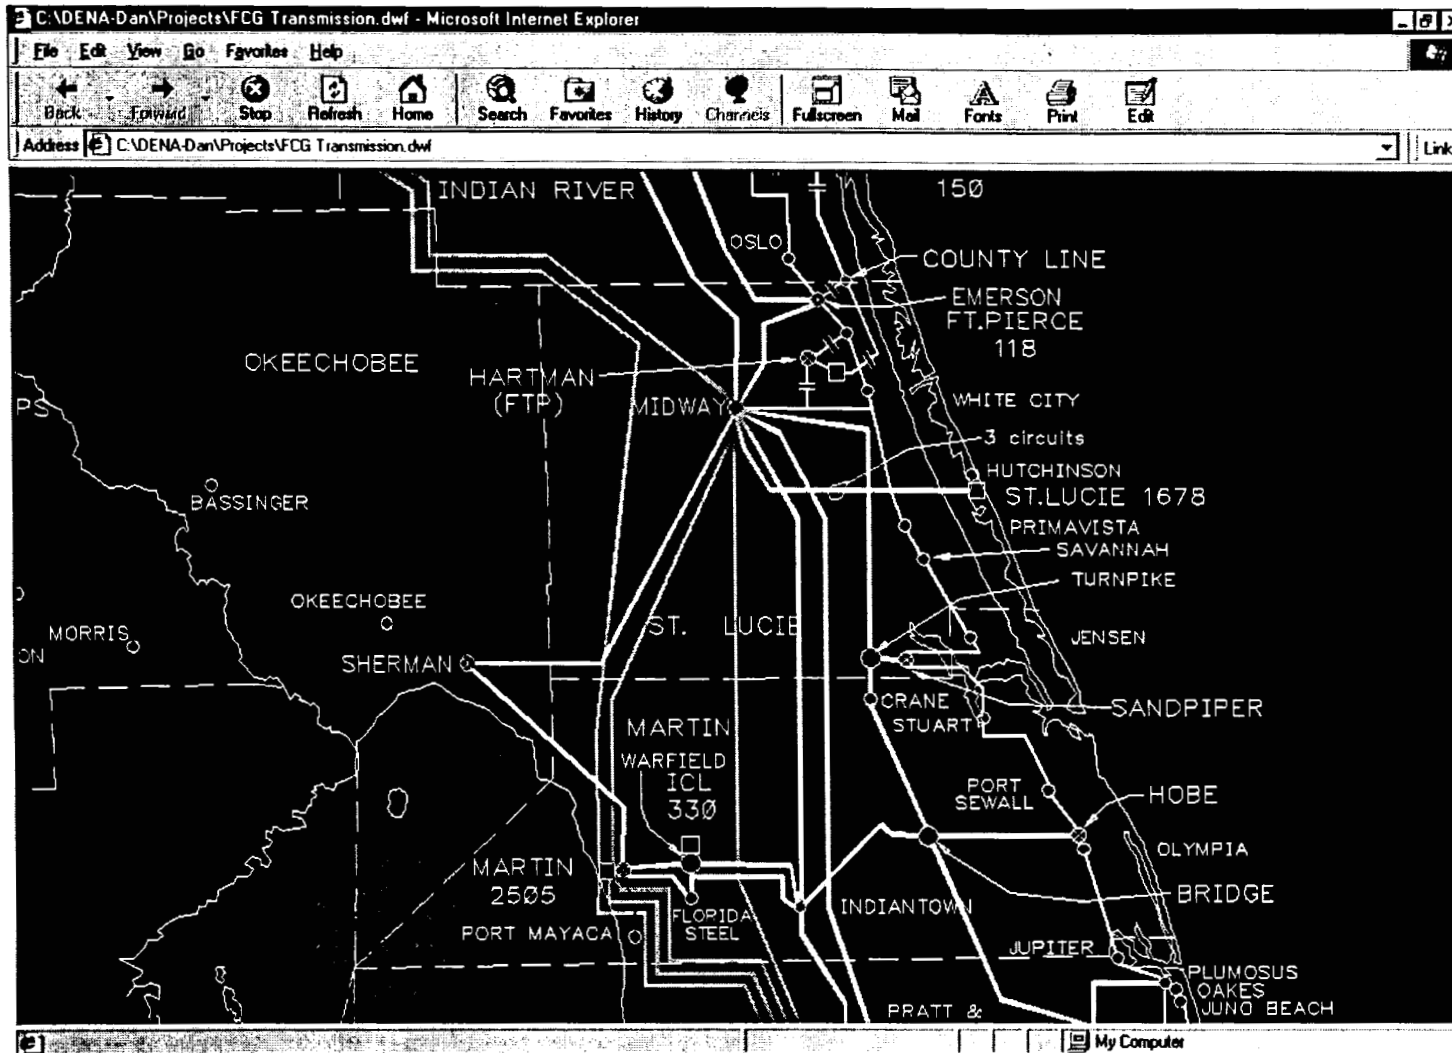 C:\DENA-Dan\Projects\FCG Transmission.dwf - Microsoft Internet Explorer
File Edit View Go Favorites Help
Back Forward Stop Refresh Home Search Favorites History Channels Fullscreen Mail Fonts Print Edit
Address C:\DENA-Dan\Projects\FCG Transmission.dwf Link
INDIAN RIVER
150
OSLO
COUNTY LINE
EMERSON
FT.PIERCE
118
OKEECHOBEE
HARTMAN
(FTP)
MIDWAY
WHITE CITY
PS
3 circuits
HUTCHINSON
BASSINGER
ST.LUCIE 1678
PRIMAVISTA
SAVANNAH
TURNPIKE
OKEECHOBEE
MORRIS
ON
ST. LUCIE
JENSEN
SHERMAN
CRANE
STUART
SANDPIPER
MARTIN
WARFIELD
ICL
330
PORT
SEWALL
HOBE
MARTIN
2505
OLYMPIA
BRIDGE
INDIANTOWN
FLORIDA
STEEL
PORT MAYACA
JUPITER
PLUMOSUS
OAKES
JUNO BEACH
PRATT &
My Computer